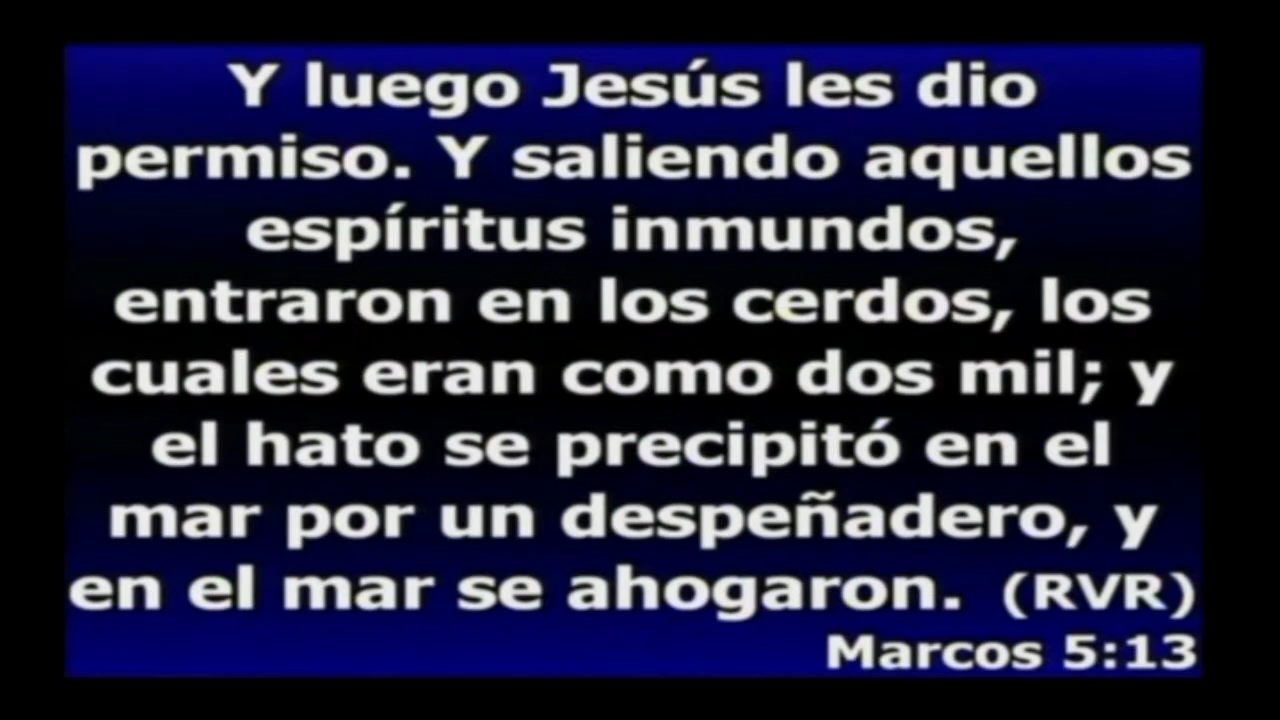 Y luego Jesús les dio
permiso. Y saliendo aquellos
espíritus inmundos,
entraron en los cerdos, los
cuales eran como dos mil; y
el hato se precipitó en el
mar por un despeñadero, y
en el mar se ahogaron. (RVR)
Marcos 5:13